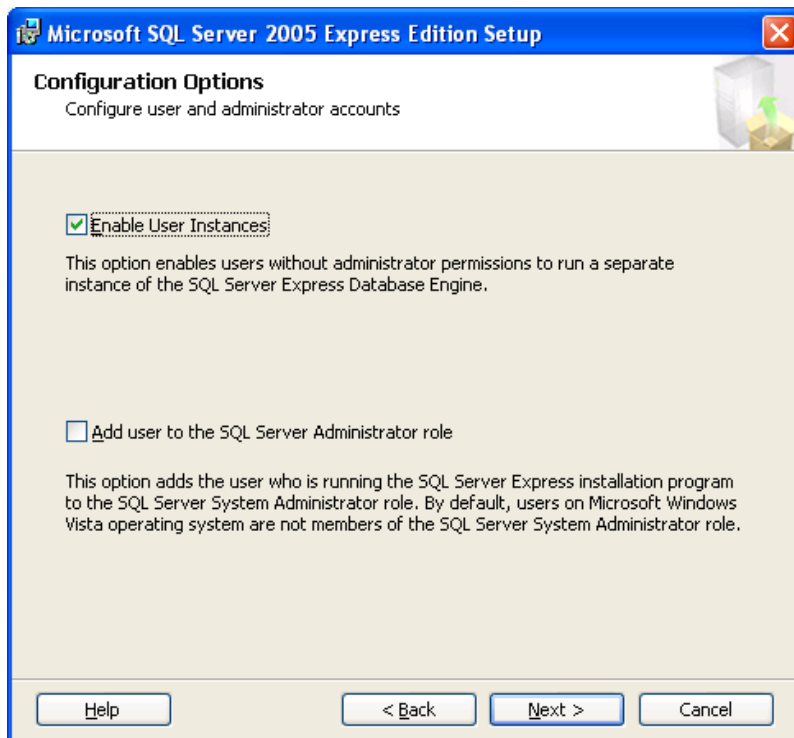 Microsoft SQL Server 2005 Express Edition Setup
Configuration Options
Configure user and administrator accounts
Enable User Instances
This option enables users without administrator permissions to run a separate
instance of the SQL Server Express Database Engine.
Add user to the SQL Server Administrator role
This option adds the user who is running the SQL Server Express installation program
to the SQL Server System Administrator role. By default, users on Microsoft Windows
Vista operating system are not members of the SQL Server System Administrator role.
Help
< Back
Next >
Cancel